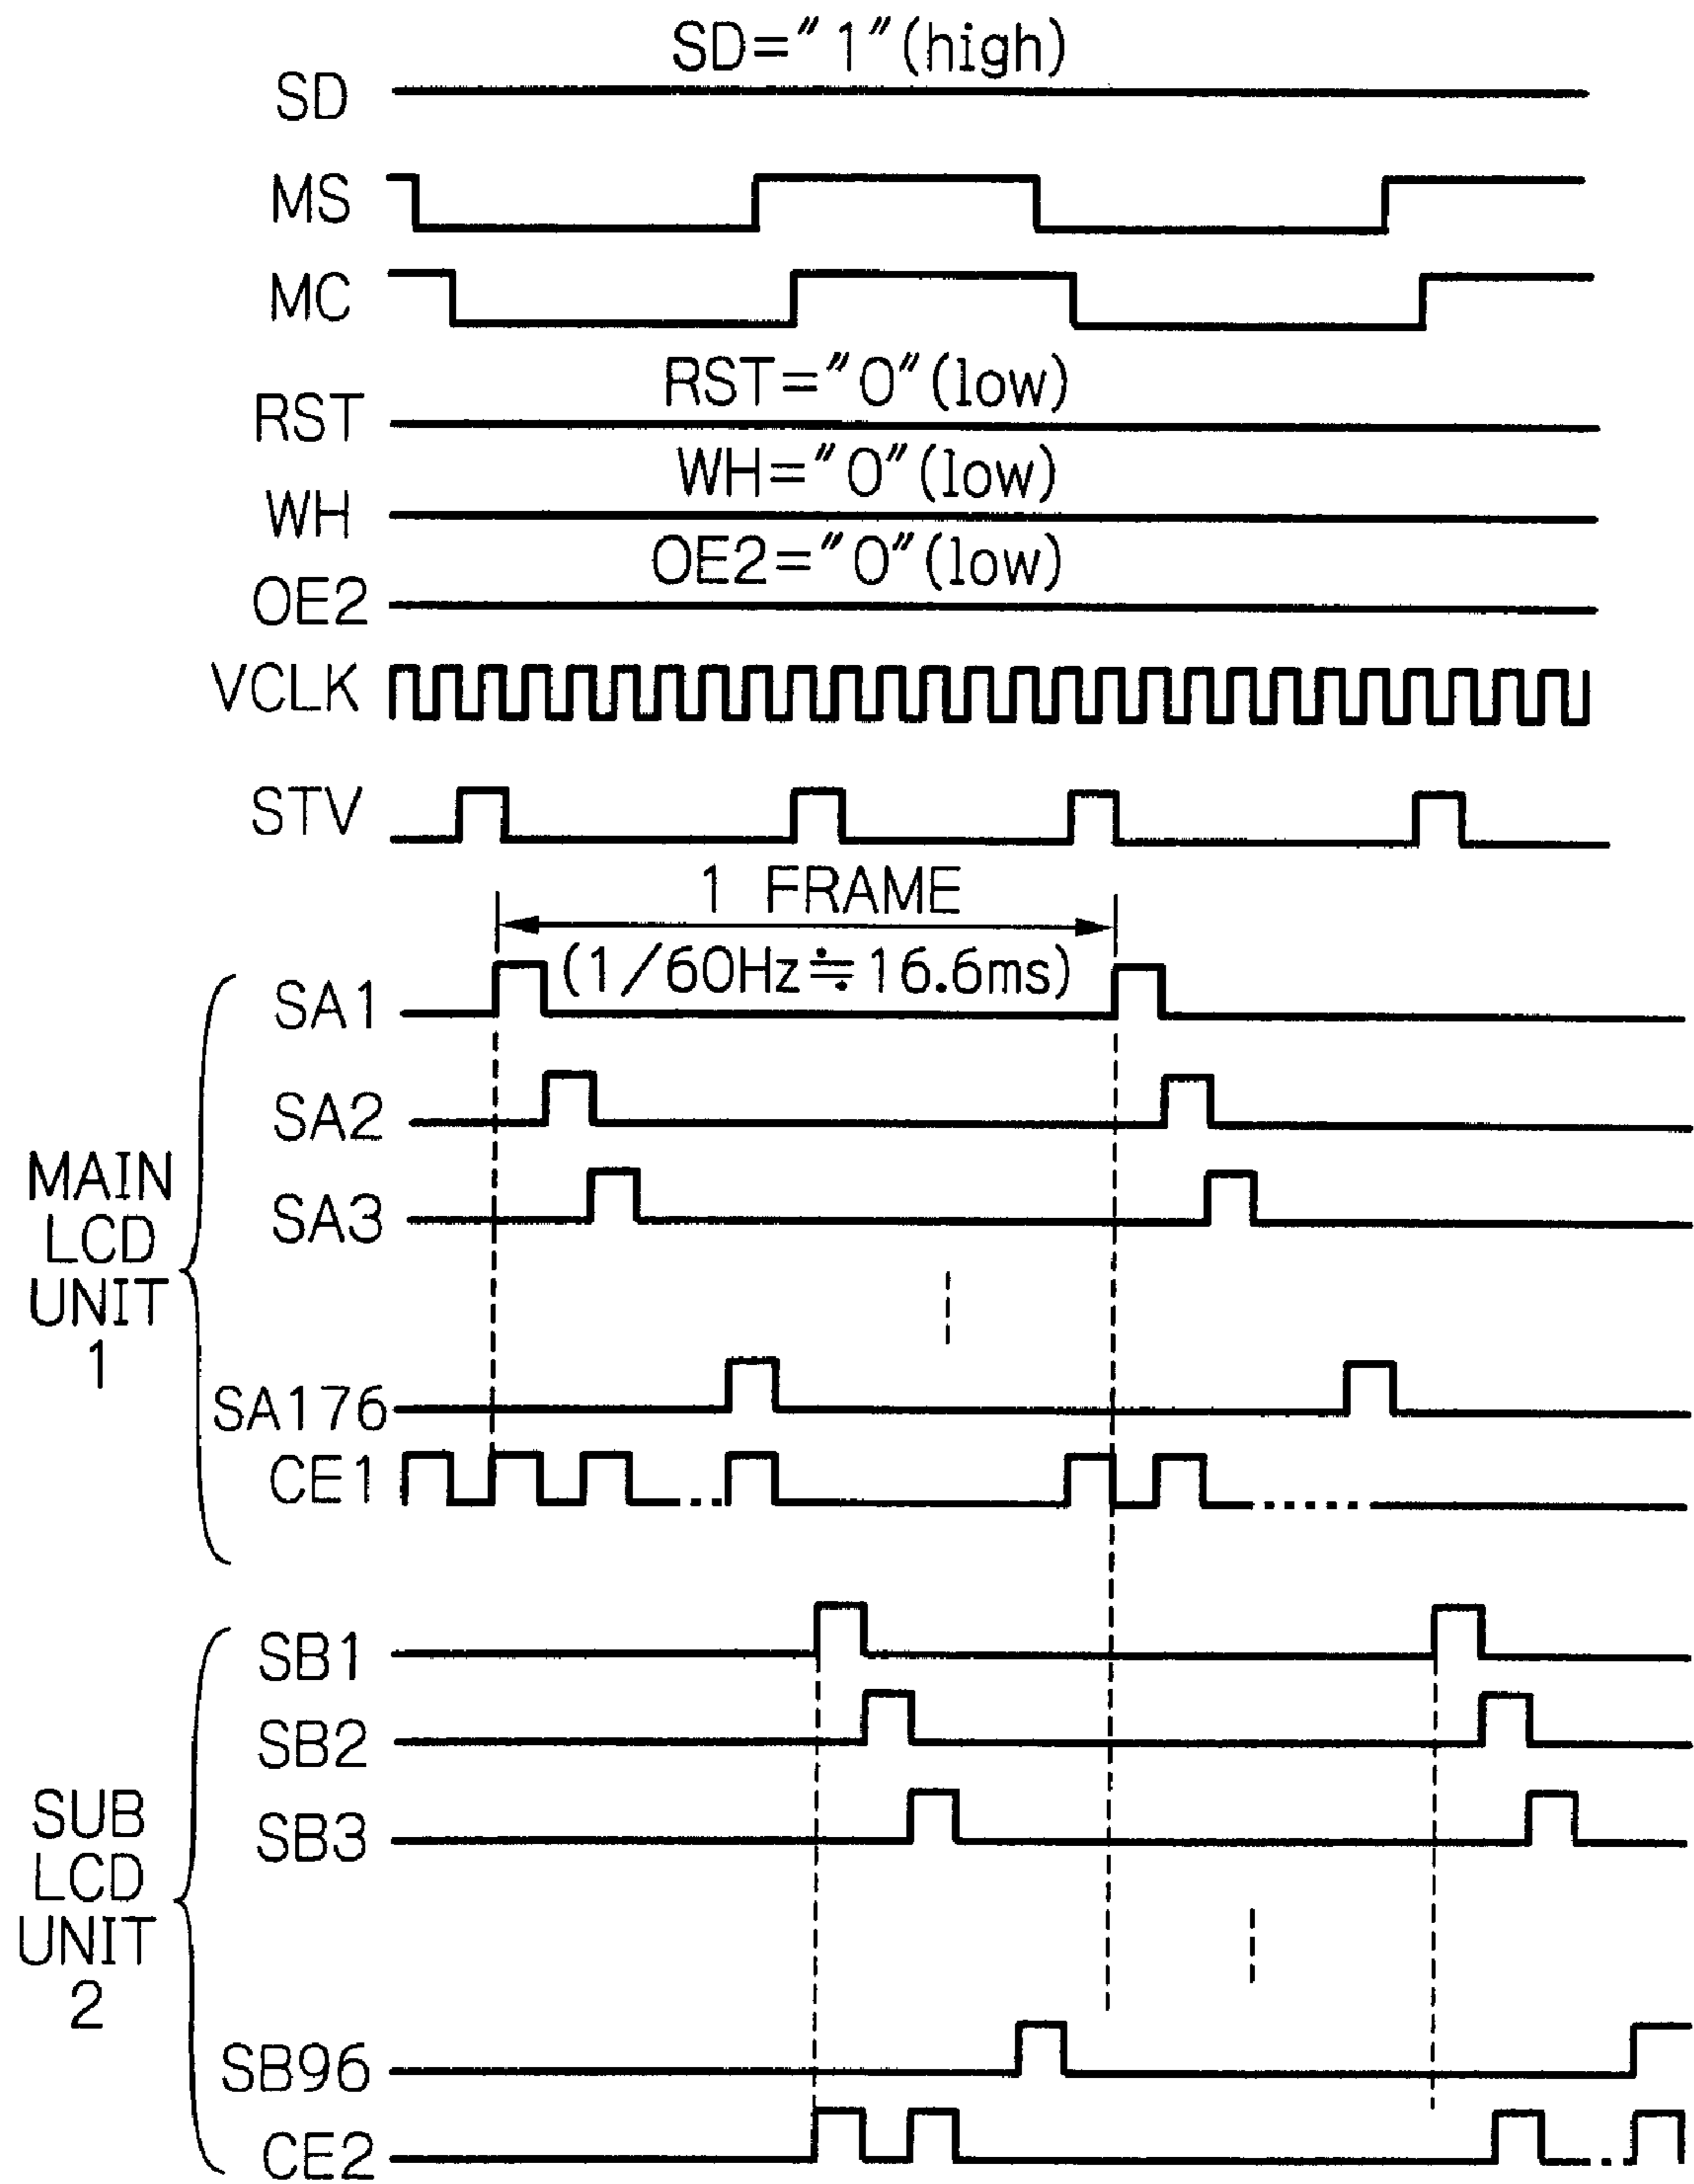 SD="1"(high)
SD
MS
MC
RST="0"(low)
RST
WH="0"(low)
WH
OE2="0"(low)
OE2
VCLK
STV
1 FRAME
(1/60Hz≒16.6ms)
SA1
SA2
SA3
MAIN
LCD
UNIT
1
SA176
CE1
SB1
SB2
SB3
SUB
LCD
UNIT
2
SB96
CE2